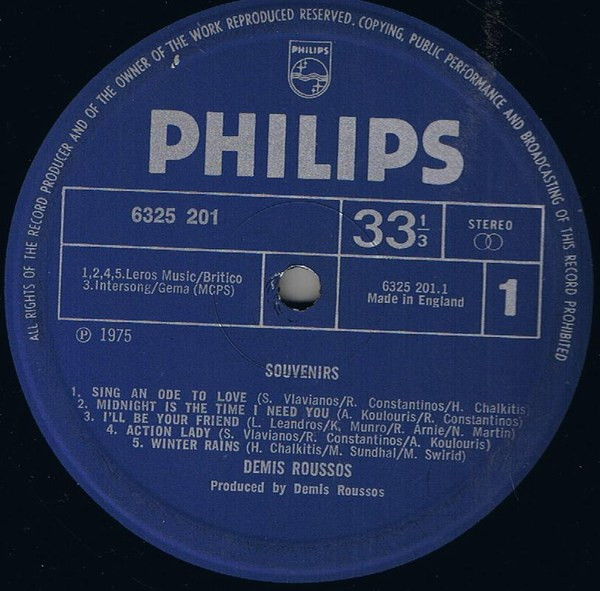 ALL RIGHTS OF THE RECORD PRODUCER AND OF THE OWNER OF THE WORK REPRODUCED RESERVED. COPYING, PUBLIC PERFORMANCE AND BROADCASTING OF THIS RECORD PROHIBITED
PHILIPS
PHILIPS
6325 201
33 1/3
STEREO
1,2,4,5.Leros Music/Britico
3.Intersong/Gema (MCPS)
6325 201.1
Made in England
1
Ⓟ 1975
SOUVENIRS
1. SING AN ODE TO LOVE (S. Vlavianos/R. Constantinos/H. Chalkitis)
2. MIDNIGHT IS THE TIME I NEED YOU (A. Koulouris/R. Constantinos)
3. I'LL BE YOUR FRIEND (L. Leandros/K. Munro/R. Arnie/N. Martin)
4. ACTION LADY (S. Vlavianos/R. Constantinos/A. Koulouris)
5. WINTER RAINS (H. Chalkitis/M. Sundhal/M. Swirid)
DEMIS ROUSSOS
Produced by Demis Roussos